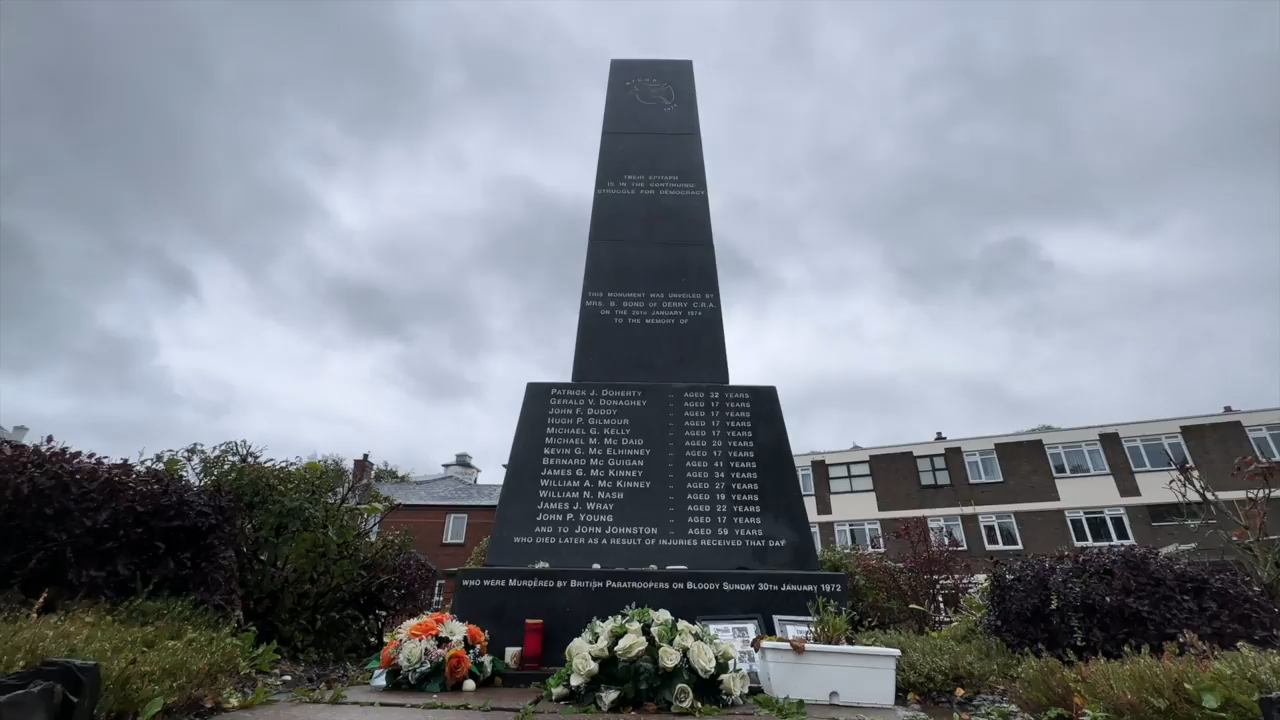 N.I.C.R.A.
1974
THEIR EPITAPH
IS IN THE CONTINUING
STRUGGLE FOR DEMOCRACY
THIS MONUMENT WAS UNVEILED BY
MRS. B. BOND OF DERRY C.R.A.
ON THE 26TH JANUARY 1974
TO THE MEMORY OF
PATRICK J. DOHERTY " AGED 32 YEARS
GERALD V. DONAGHEY " AGED 17 YEARS
JOHN F. DUDDY " AGED 17 YEARS
HUGH P. GILMOUR " AGED 17 YEARS
MICHAEL G. KELLY " AGED 17 YEARS
MICHAEL M. MC DAID " AGED 20 YEARS
KEVIN G. MC ELHINNEY " AGED 17 YEARS
BERNARD MC GUIGAN " AGED 41 YEARS
JAMES G. MC KINNEY " AGED 34 YEARS
WILLIAM A. MC KINNEY " AGED 27 YEARS
WILLIAM N. NASH " AGED 19 YEARS
JAMES J. WRAY " AGED 22 YEARS
JOHN P. YOUNG " AGED 17 YEARS
AND TO JOHN JOHNSTON " AGED 59 YEARS
WHO DIED LATER AS A RESULT OF INJURIES RECEIVED THAT DAY
WHO WERE MURDERED BY BRITISH PARATROOPERS ON BLOODY SUNDAY 30TH JANUARY 1972